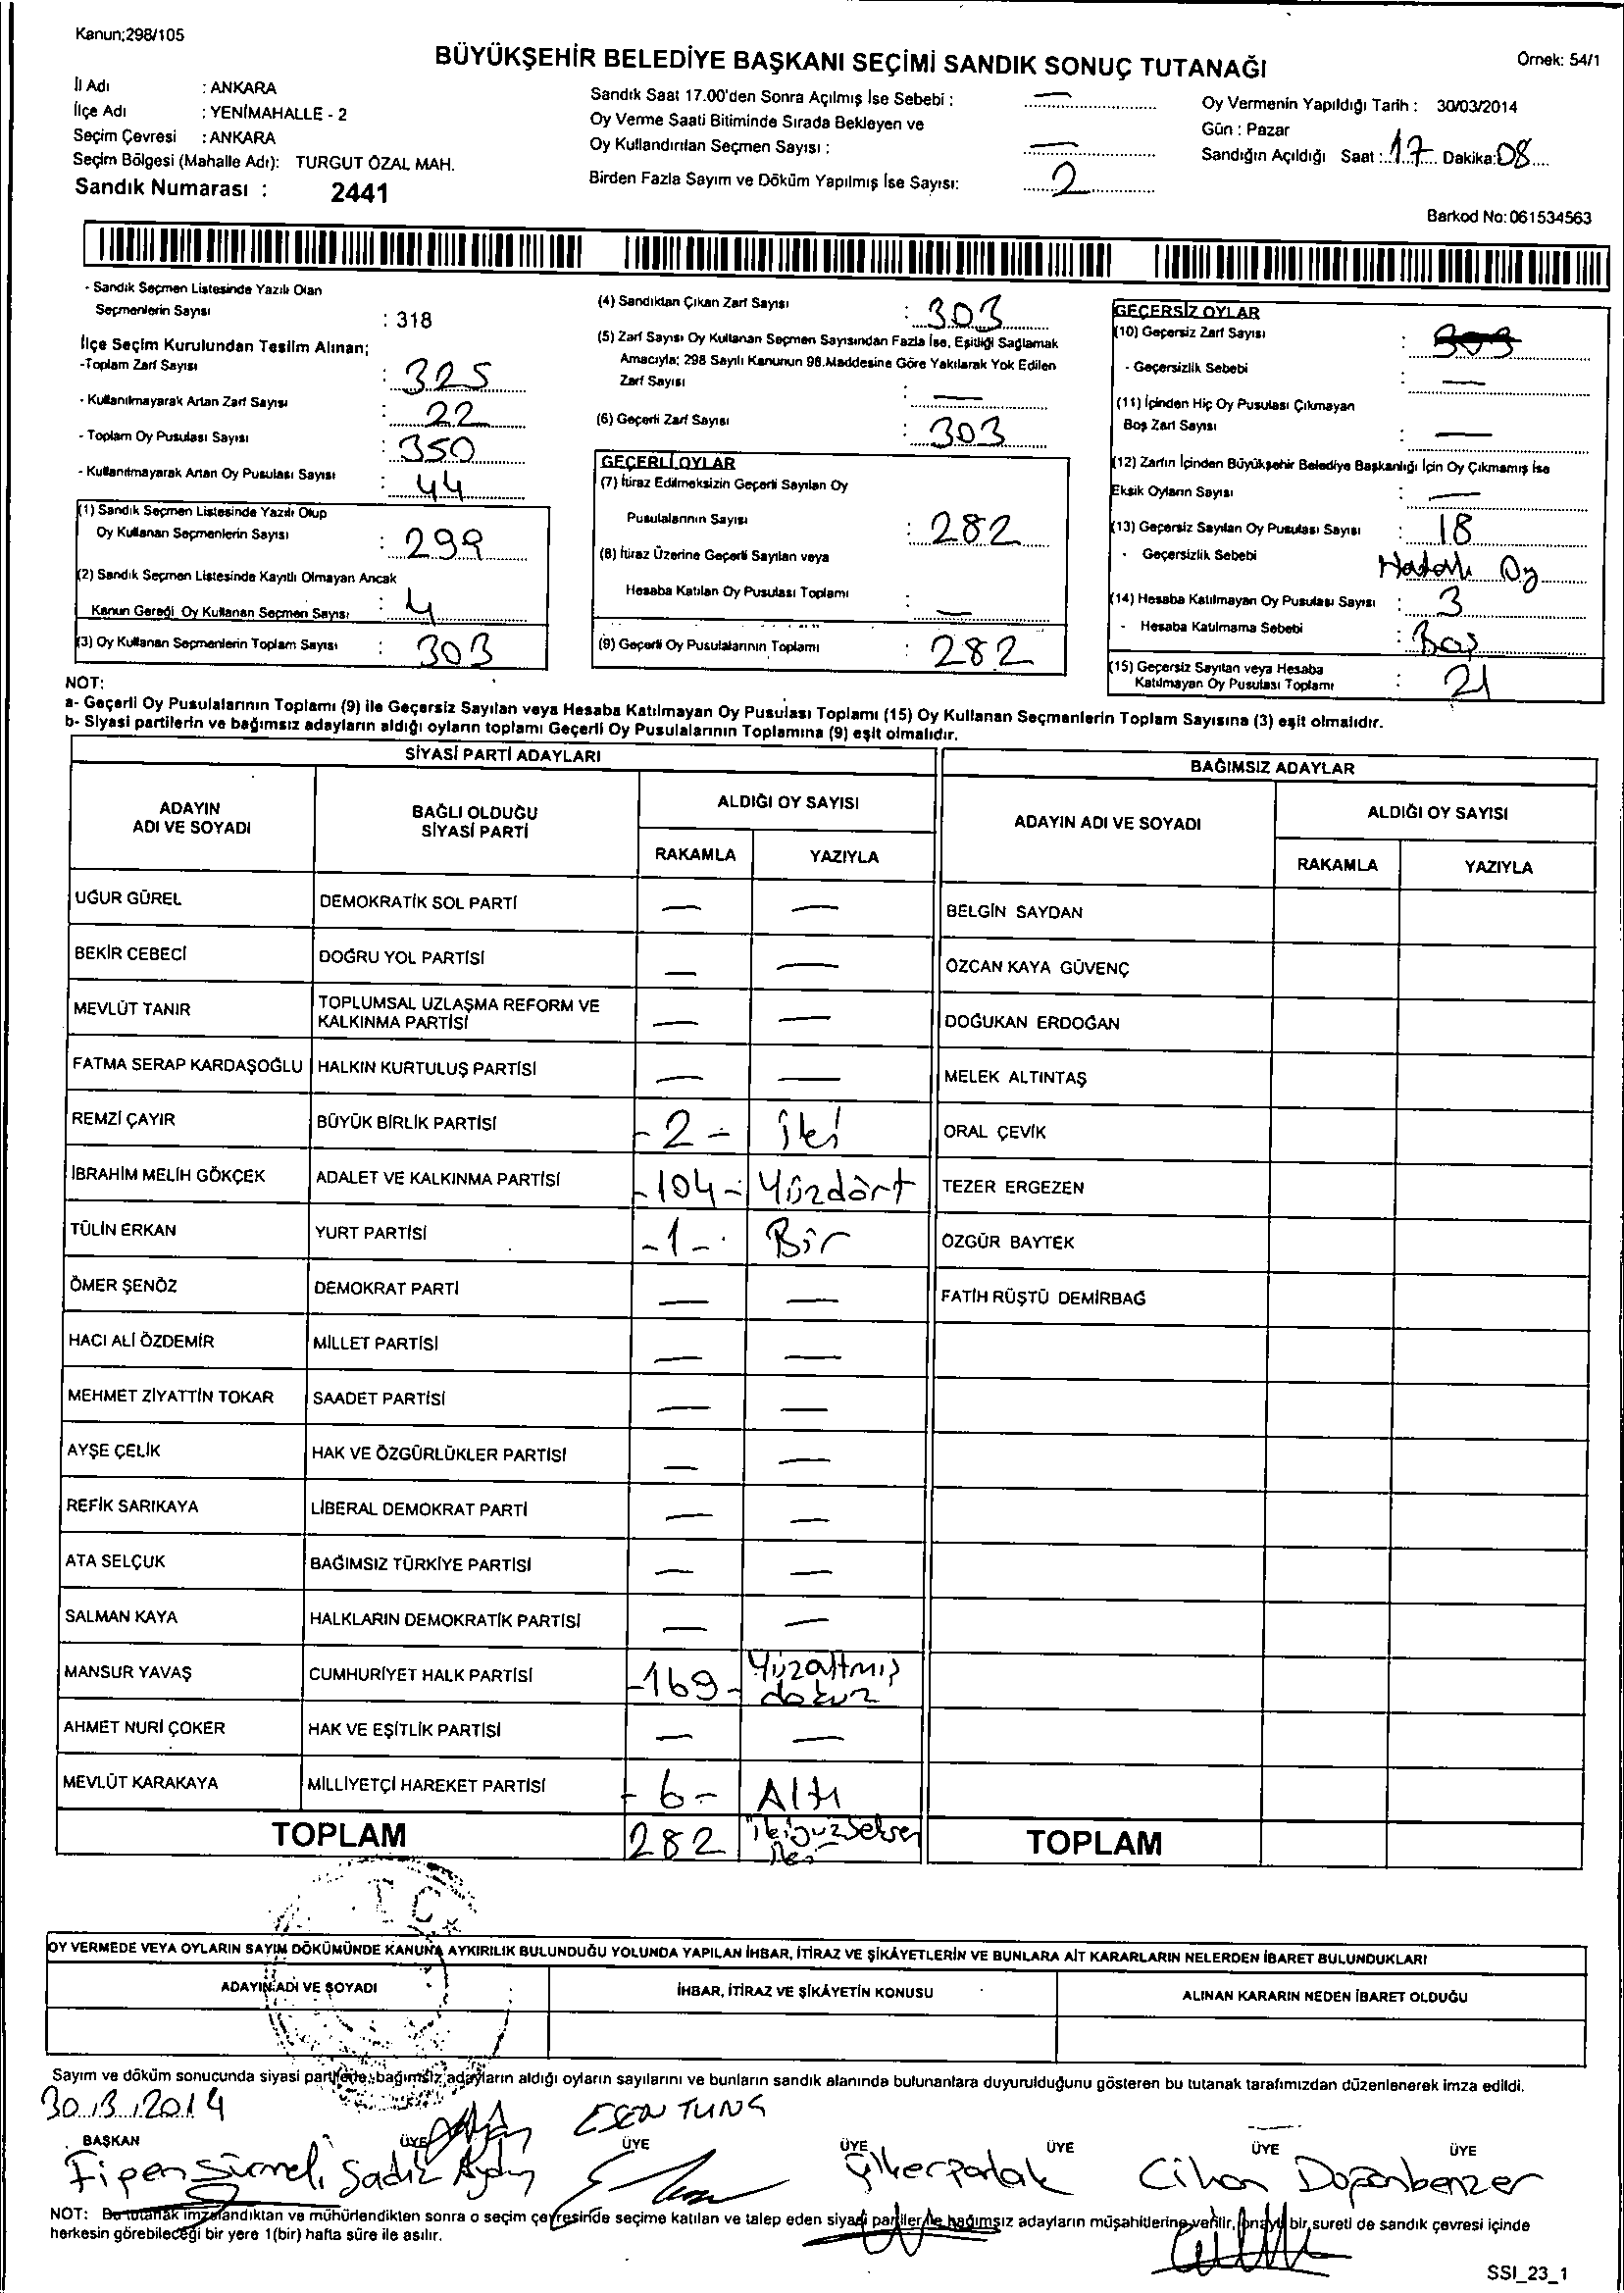 Kanun;298/105
BÜYÜKŞEHİR BELEDİYE BAŞKANI SEÇİMİ SANDIK SONUÇ TUTANAĞI
Örnek: 54/1
İl Adı : ANKARA
İlçe Adı : YENİMAHALLE - 2
Seçim Çevresi : ANKARA
Seçim Bölgesi (Mahalle Adı): TURGUT ÖZAL MAH.
Sandık Numarası : 2441
Sandık Saat 17.00'den Sonra Açılmış İse Sebebi : —
Oy Verme Saati Bitiminde Sırada Bekleyen ve
Oy Kullandırılan Seçmen Sayısı : —
Birden Fazla Sayım ve Döküm Yapılmış İse Sayısı: 2
Oy Vermenin Yapıldığı Tarih : 30/03/2014
Gün : Pazar
Sandığın Açıldığı Saat : 17 Dakika: 08
Barkod No: 061534563
- Sandık Seçmen Listesinde Yazılı Olan
Seçmenlerin Sayısı : 318
İlçe Seçim Kurulundan Teslim Alınan;
-Toplam Zarf Sayısı : 325
- Kullanılmayarak Artan Zarf Sayısı : 22
- Toplam Oy Pusulası Sayısı : 350
- Kullanılmayarak Artan Oy Pusulası Sayısı : 44
(1) Sandık Seçmen Listesinde Yazılı Olup
Oy Kullanan Seçmenlerin Sayısı : 299
(2) Sandık Seçmen Listesinde Kayıtlı Olmayan Ancak
Kanun Gereği Oy Kullanan Seçmen Sayısı : 4
(3) Oy Kullanan Seçmenlerin Toplam Sayısı : 303
(4) Sandıktan Çıkan Zarf Sayısı : 303
(5) Zarf Sayısı Oy Kullanan Seçmen Sayısından Fazla İse, Eşitliği Sağlamak
Amacıyla; 298 Sayılı Kanunun 98.Maddesine Göre Yakılarak Yok Edilen
Zarf Sayısı : —
(6) Geçerli Zarf Sayısı : 303
GEÇERLİ OYLAR
(7) İtiraz Edilmeksizin Geçerli Sayılan Oy
Pusulalarının Sayısı : 282
(8) İtiraz Üzerine Geçerli Sayılan veya
Hesaba Katılan Oy Pusulası Toplamı : —
(9) Geçerli Oy Pusulalarının Toplamı : 282
GEÇERSİZ OYLAR
(10) Geçersiz Zarf Sayısı : 303
- Geçersizlik Sebebi : —
(11) İçinden Hiç Oy Pusulası Çıkmayan
Boş Zarf Sayısı : —
(12) Zarfın İçinden Büyükşehir Belediye Başkanlığı İçin Oy Çıkmamış İse
Eksik Oyların Sayısı : —
(13) Geçersiz Sayılan Oy Pusulası Sayısı : 18
- Geçersizlik Sebebi Hatalı Oy
(14) Hesaba Katılmayan Oy Pusulası Sayısı : 3
- Hesaba Katılmama Sebebi : Boş
(15) Geçersiz Sayılan veya Hesaba
Katılmayan Oy Pusulası Toplamı : 21
NOT:
a- Geçerli Oy Pusulalarının Toplamı (9) ile Geçersiz Sayılan veya Hesaba Katılmayan Oy Pusulası Toplamı (15) Oy Kullanan Seçmenlerin Toplam Sayısına (3) eşit olmalıdır.
b- Siyasi partilerin ve bağımsız adayların aldığı oyların toplamı Geçerli Oy Pusulalarının Toplamına (9) eşit olmalıdır.
SİYASİ PARTİ ADAYLARI
ADAYIN ADI VE SOYADI
BAĞLI OLDUĞU SİYASİ PARTİ
ALDIĞI OY SAYISI
RAKAMLA YAZIYLA
UĞUR GÜREL DEMOKRATİK SOL PARTİ — —
BEKİR CEBECİ DOĞRU YOL PARTİSİ — —
MEVLÜT TANIR TOPLUMSAL UZLAŞMA REFORM VE KALKINMA PARTİSİ — —
FATMA SERAP KARDAŞOĞLU HALKIN KURTULUŞ PARTİSİ — —
REMZİ ÇAYIR BÜYÜK BİRLİK PARTİSİ -2- iki
İBRAHİM MELİH GÖKÇEK ADALET VE KALKINMA PARTİSİ -104- Yüzdört
TÜLİN ERKAN YURT PARTİSİ -1- Bir
ÖMER ŞENÖZ DEMOKRAT PARTİ — —
HACI ALİ ÖZDEMİR MİLLET PARTİSİ — —
MEHMET ZİYATTİN TOKAR SAADET PARTİSİ — —
AYŞE ÇELİK HAK VE ÖZGÜRLÜKLER PARTİSİ — —
REFİK SARIKAYA LİBERAL DEMOKRAT PARTİ — —
ATA SELÇUK BAĞIMSIZ TÜRKİYE PARTİSİ — —
SALMAN KAYA HALKLARIN DEMOKRATİK PARTİSİ — —
MANSUR YAVAŞ CUMHURİYET HALK PARTİSİ -169- Yüzaltmış dokuz
AHMET NURİ ÇOKER HAK VE EŞİTLİK PARTİSİ — —
MEVLÜT KARAKAYA MİLLİYETÇİ HAREKET PARTİSİ -6- Altı
TOPLAM 282 ikiyüzseksen iki
BAĞIMSIZ ADAYLAR
ADAYIN ADI VE SOYADI
ALDIĞI OY SAYISI
RAKAMLA YAZIYLA
BELGİN SAYDAN
ÖZCAN KAYA GÜVENÇ
DOĞUKAN ERDOĞAN
MELEK ALTINTAŞ
ORAL ÇEVİK
TEZER ERGEZEN
ÖZGÜR BAYTEK
FATİH RÜŞTÜ DEMİRBAĞ
TOPLAM
T.C.
OY VERMEDE VEYA OYLARIN SAYIM DÖKÜMÜNDE KANUNA AYKIRILIK BULUNDUĞU YOLUNDA YAPILAN İHBAR, İTİRAZ VE ŞİKÂYETLERİN VE BUNLARA AİT KARARLARIN NELERDEN İBARET BULUNDUKLARI
ADAYIN ADI VE SOYADI İHBAR, İTİRAZ VE ŞİKÂYETİN KONUSU ALINAN KARARIN NEDEN İBARET OLDUĞU
Sayım ve döküm sonucunda siyasi partilerle, bağımsız adayların aldığı oyların sayılarını ve bunların sandık alanında bulunanlara duyurulduğunu gösteren bu tutanak tarafımızdan düzenlenerek imza edildi.
30.3.2014
ESEN TUNÇ
BAŞKAN ÜYE ÜYE ÜYE ÜYE ÜYE ÜYE
Sürmeli Sadık Aydın Cihan Doğanbenzer
NOT: Bu tutanak imzalandıktan ve mühürlendikten sonra o seçim çevresinde seçime katılan ve talep eden siyasi partiler ile bağımsız adayların müşahitlerine verilir, onaylı bir sureti de sandık çevresi içinde
herkesin görebileceği bir yere 1(bir) hafta süre ile asılır.
SSI_23_1